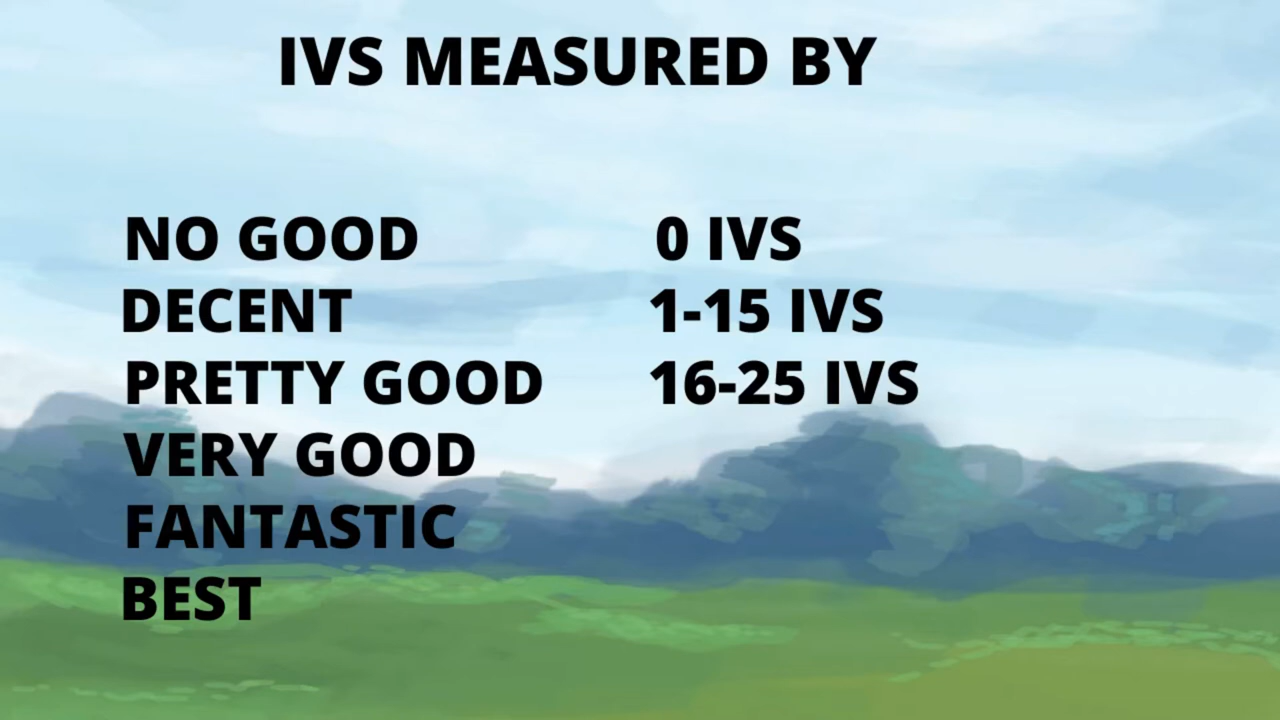 IVS MEASURED BY
NO GOOD 0 IVS
DECENT 1-15 IVS
PRETTY GOOD 16-25 IVS
VERY GOOD
FANTASTIC
BEST